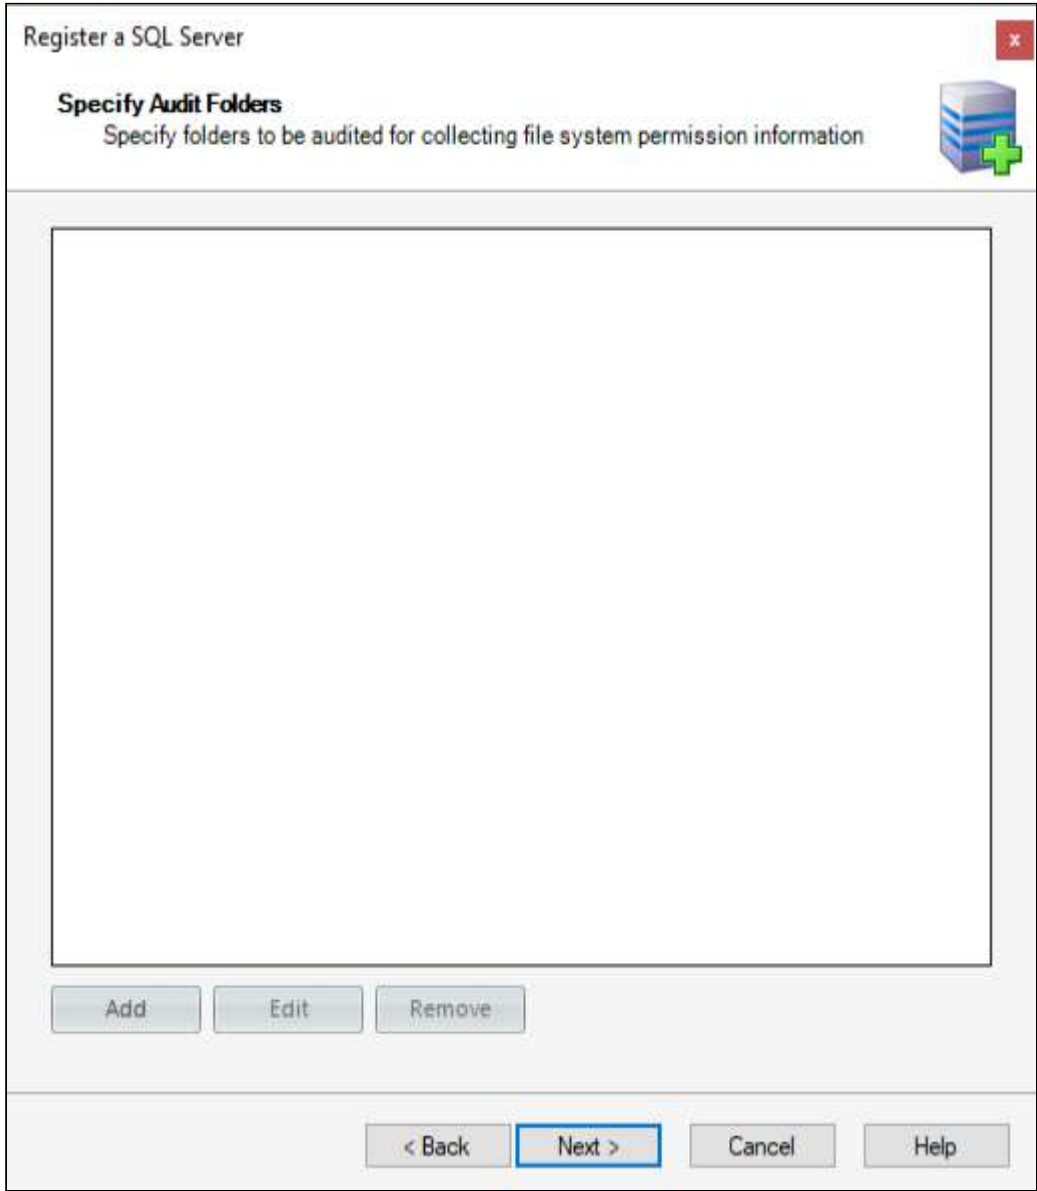 Register a SQL Server
x
Specify Audit Folders
Specify folders to be audited for collecting file system permission information
Add Edit Remove
< Back Next > Cancel Help